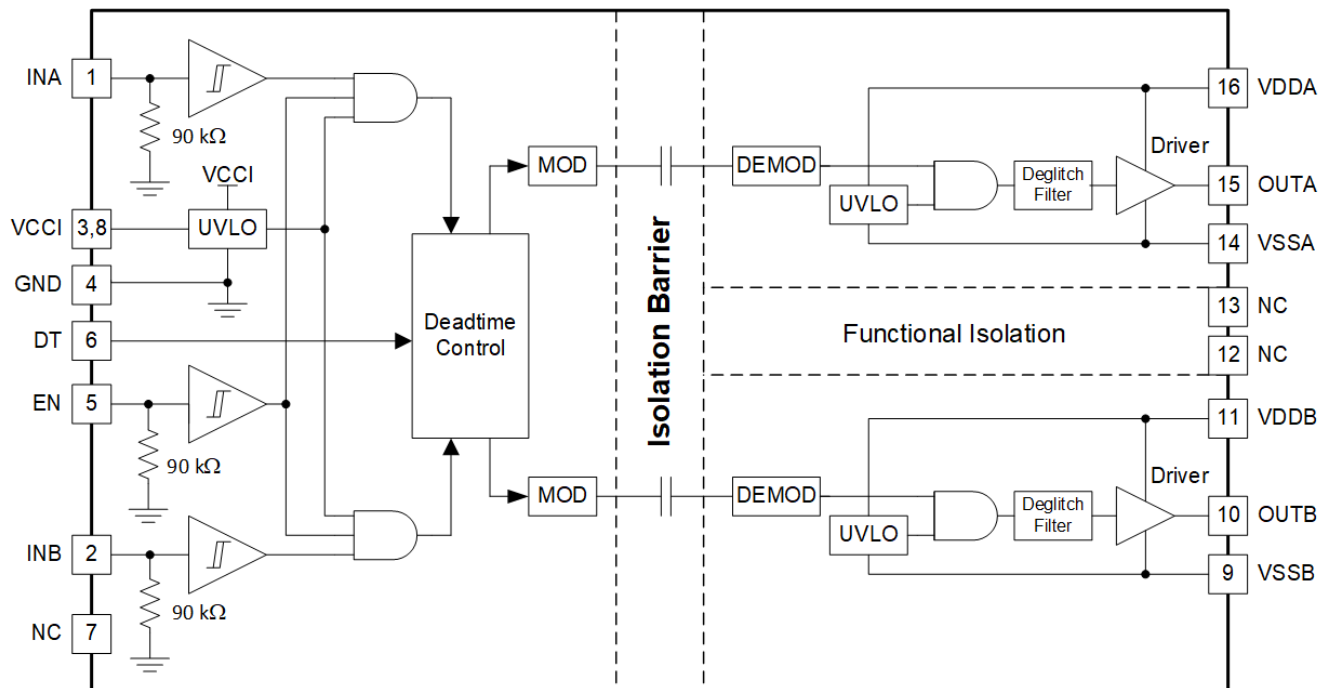 INA
1
90 kΩ
VCCI
VCCI
3,8
UVLO
GND
4
DT
6
EN
5
90 kΩ
INB
2
90 kΩ
NC
7
Deadtime
Control
MOD
MOD
Isolation Barrier
DEMOD
UVLO
Deglitch
Filter
Driver
16
VDDA
15
OUTA
14
VSSA
13
NC
Functional Isolation
12
NC
11
VDDB
DEMOD
UVLO
Deglitch
Filter
Driver
10
OUTB
9
VSSB